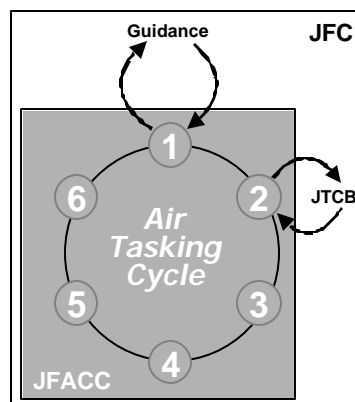 Guidance
JFC
1
6
2
JTCB
Air
Tasking
Cycle
5
3
4
JFACC